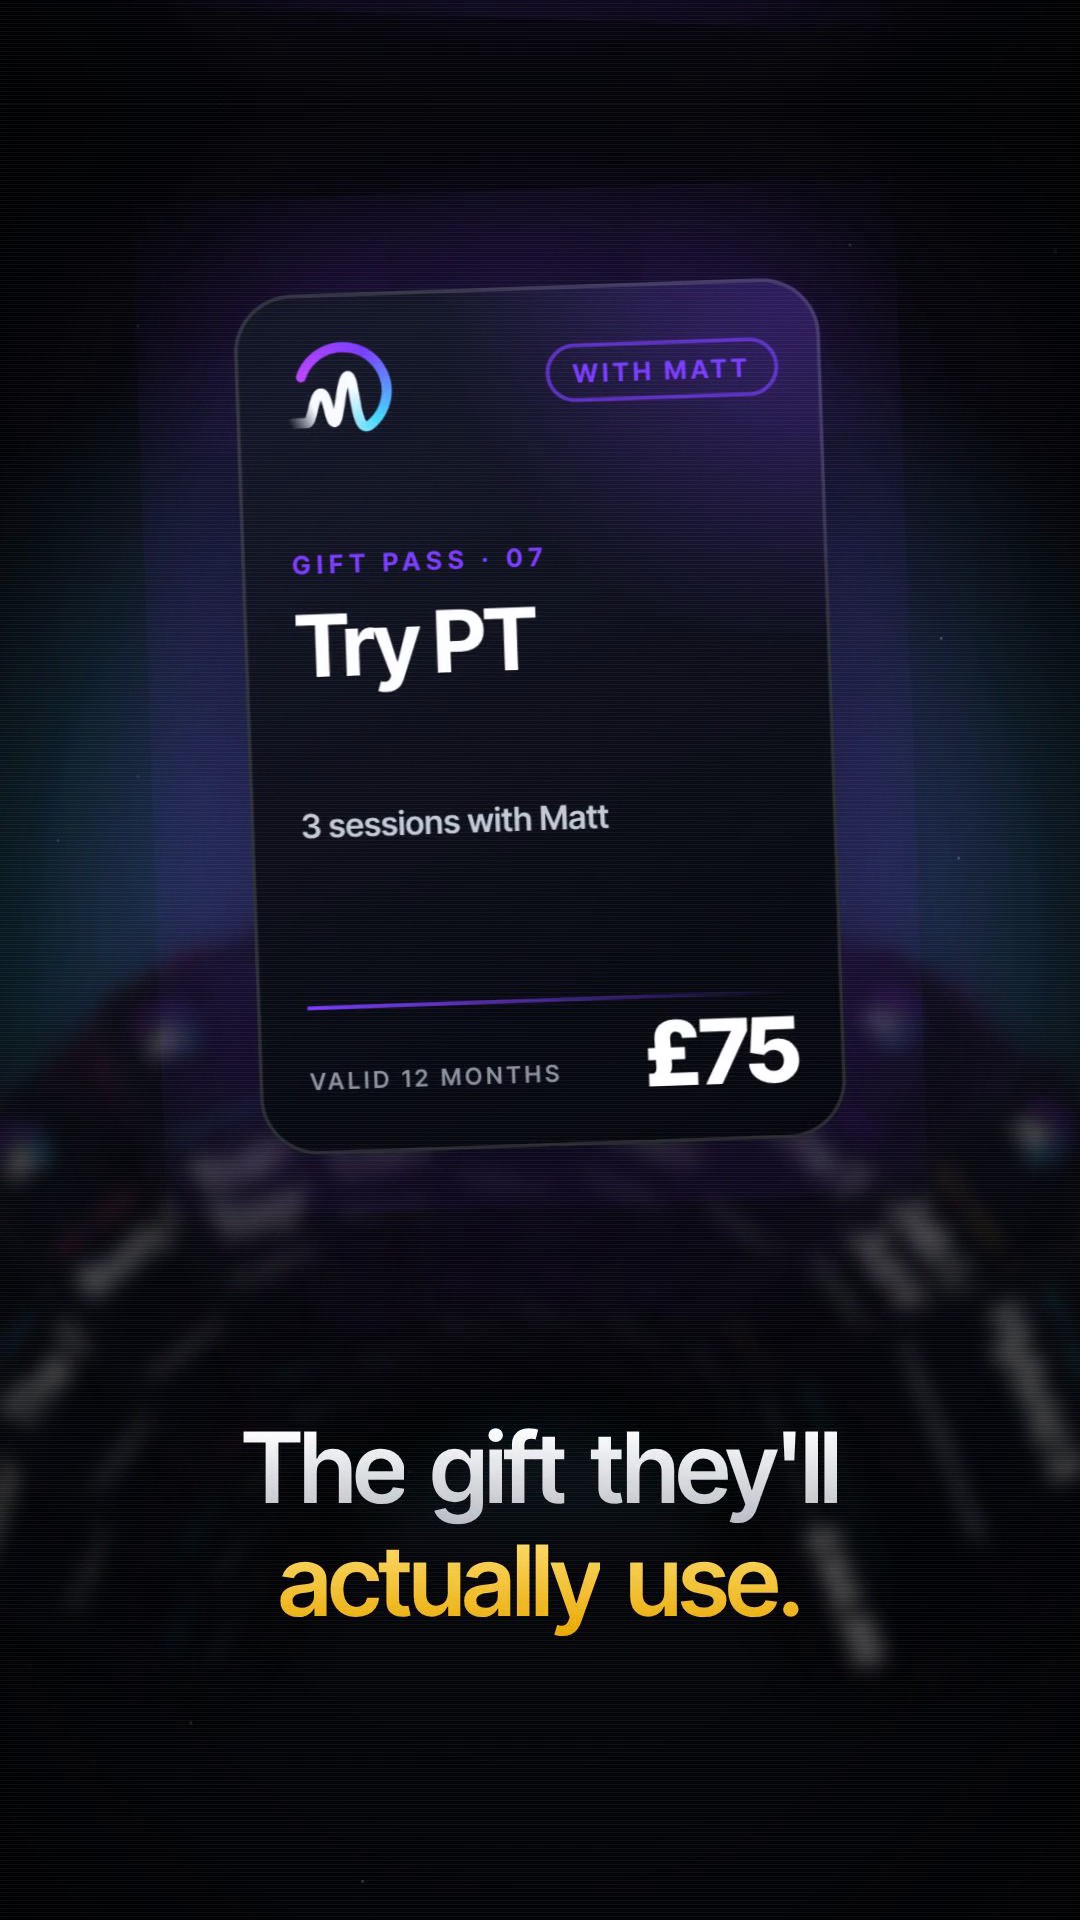 WITH MATT
GIFT PASS · 07
Try PT
3 sessions with Matt
VALID 12 MONTHS
£75
The gift they'll
actually use.